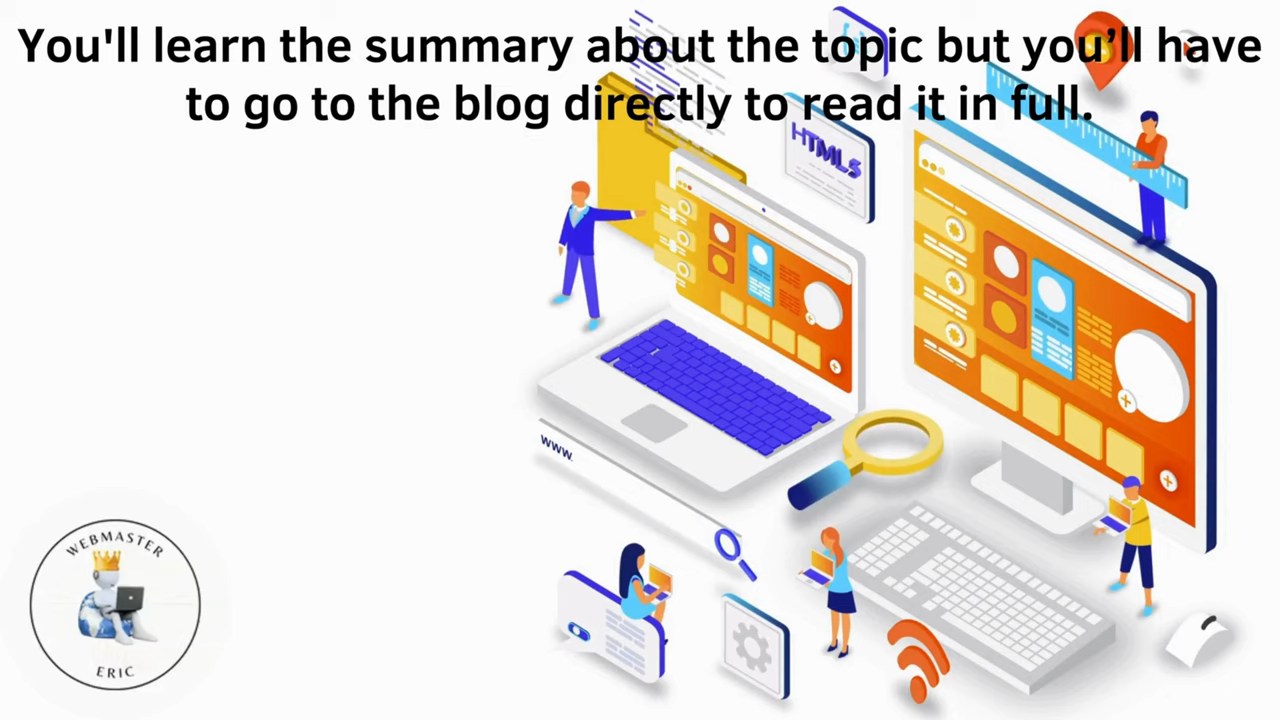 You'll learn the summary about the topic but you’ll have
to go to the blog directly to read it in full.
HTML5
WWW.
WEBMASTER
ERIC